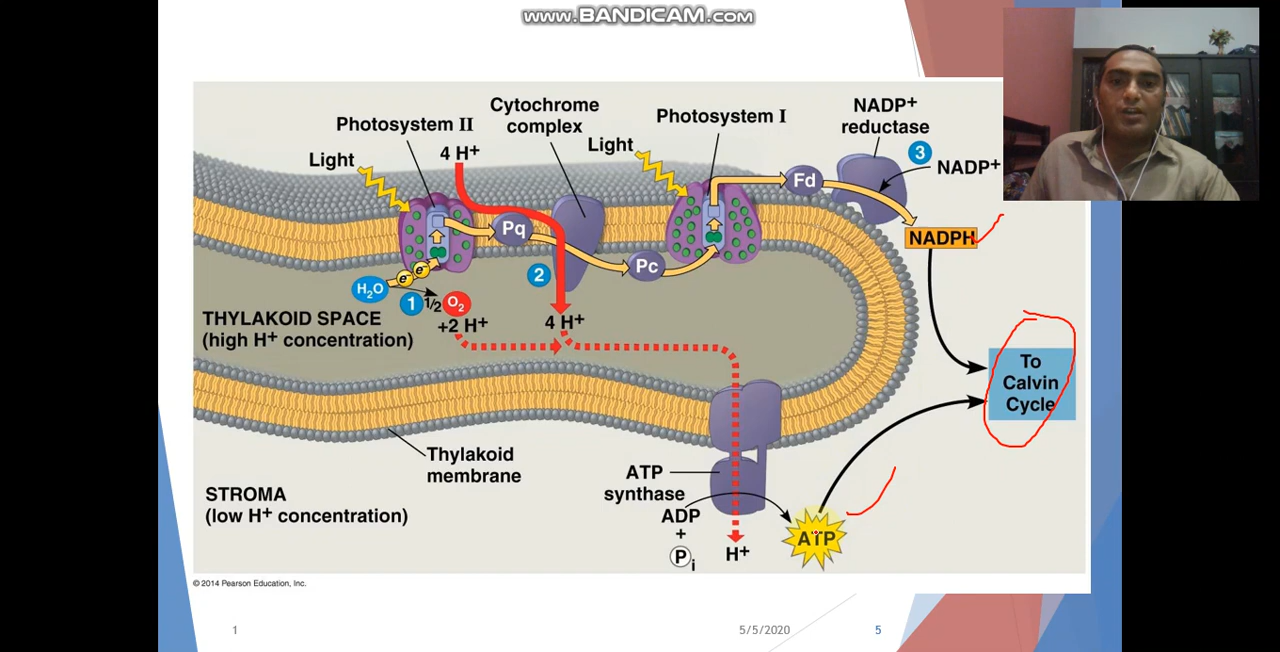 www.BANDICAM.com
Photosystem II
4 H+
Light
Cytochrome
complex
Light
Photosystem I
NADP+
reductase
3
NADP+
Fd
NADPH
Pq
Pc
2
H2O
e-
e-
1
1/2
O2
+2 H+
4 H+
THYLAKOID SPACE
(high H+ concentration)
To
Calvin
Cycle
Thylakoid
membrane
STROMA
(low H+ concentration)
ATP
synthase
ADP
+
Pi
H+
ATP
© 2014 Pearson Education, Inc.
1
5/5/2020
5